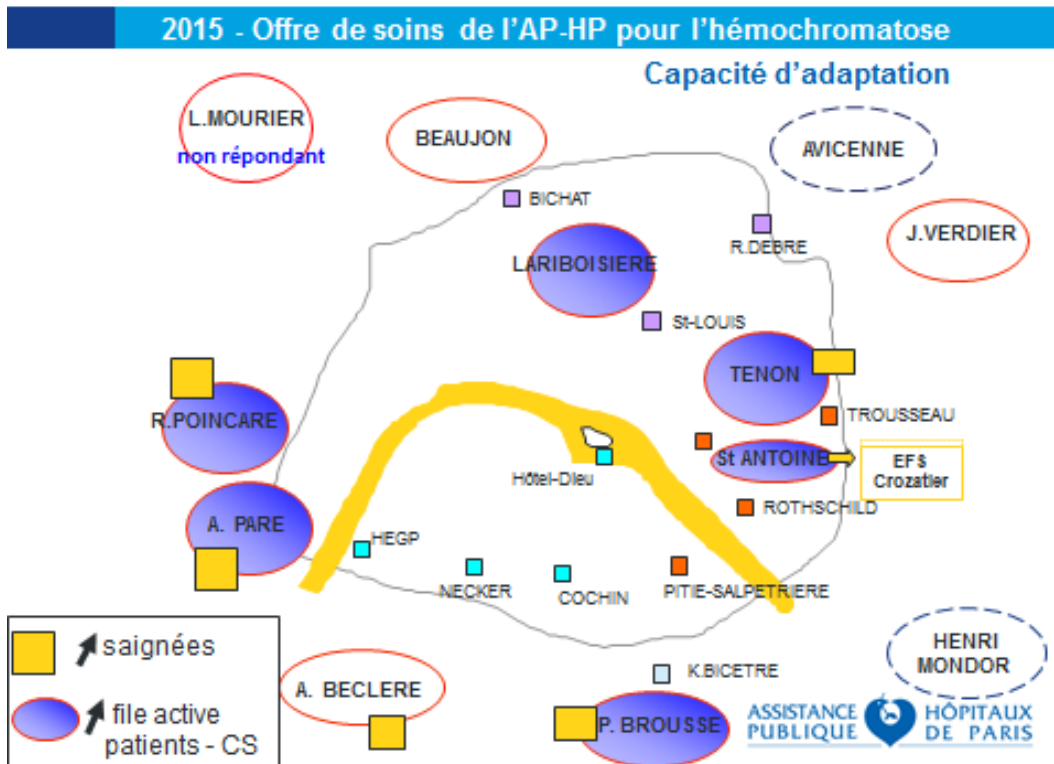 2015 - Offre de soins de l'AP-HP pour l'hémochromatose
Capacité d'adaptation
L.MOURIER
non répondant
BEAUJON
AVICENNE
BICHAT
R.DEBRE
J.VERDIER
LARIBOISIERE
St-LOUIS
TENON
R.POINCARE
TROUSSEAU
St ANTOINE
EFS
Crozatier
Hôtel-Dieu
ROTHSCHILD
A. PARE
HEGP
NECKER
COCHIN
PITIE-SALPETRIERE
saignées
file active
patients - CS
A. BECLERE
K.BICETRE
P. BROUSSE
HENRI
MONDOR
ASSISTANCE
PUBLIQUE
HÔPITAUX
DE PARIS